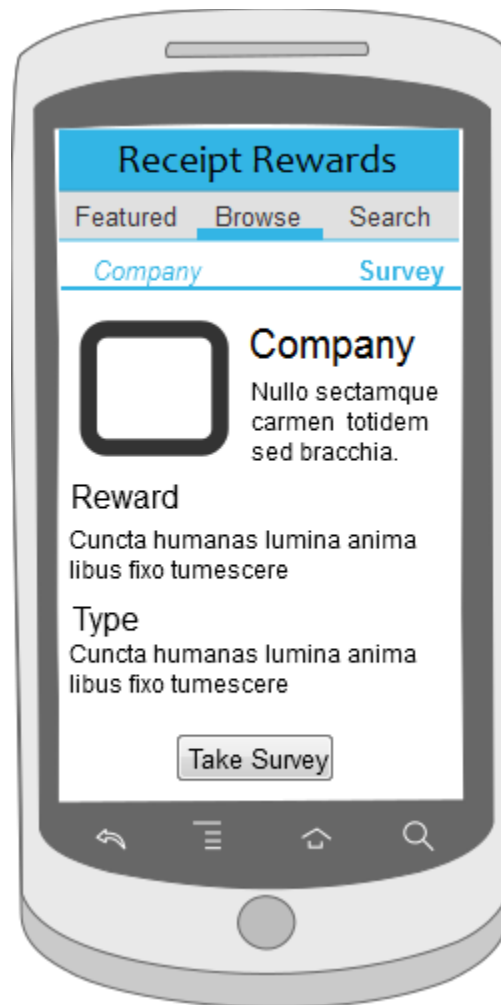 Receipt Rewards
Featured Browse Search
Company Survey
Company
Nullo sectamque
carmen totidem
sed bracchia.
Reward
Cuncta humanas lumina anima
libus fixo tumescere
Type
Cuncta humanas lumina anima
libus fixo tumescere
Take Survey